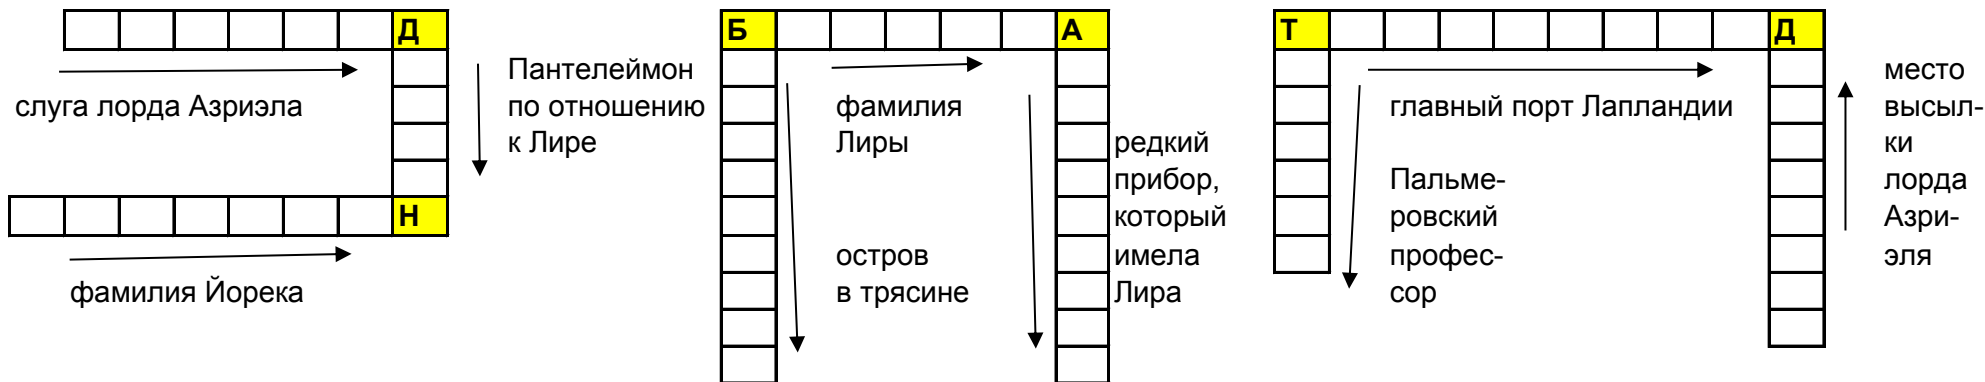 Д
Пантелеймон
по отношению
к Лире
слуга лорда Азриэла
Н
фамилия Йорека
Б
А
фамилия
Лиры
редкий
прибор,
который
имела
Лира
остров
в трясине
Т
Д
главный порт Лапландии
Пальме-
ровский
профес-
сор
место
высыл-
ки
лорда
Азри-
эля